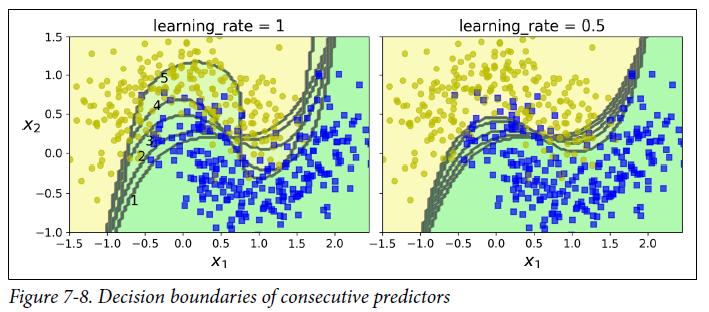 learning_rate = 1
learning_rate = 0.5
1.5
1.0
0.5
0.0
−0.5
−1.0
x2
5
4
3
2
1
−1.5 −1.0 −0.5 0.0 0.5 1.0 1.5 2.0
−1.5 −1.0 −0.5 0.0 0.5 1.0 1.5 2.0
x1
x1
Figure 7-8. Decision boundaries of consecutive predictors